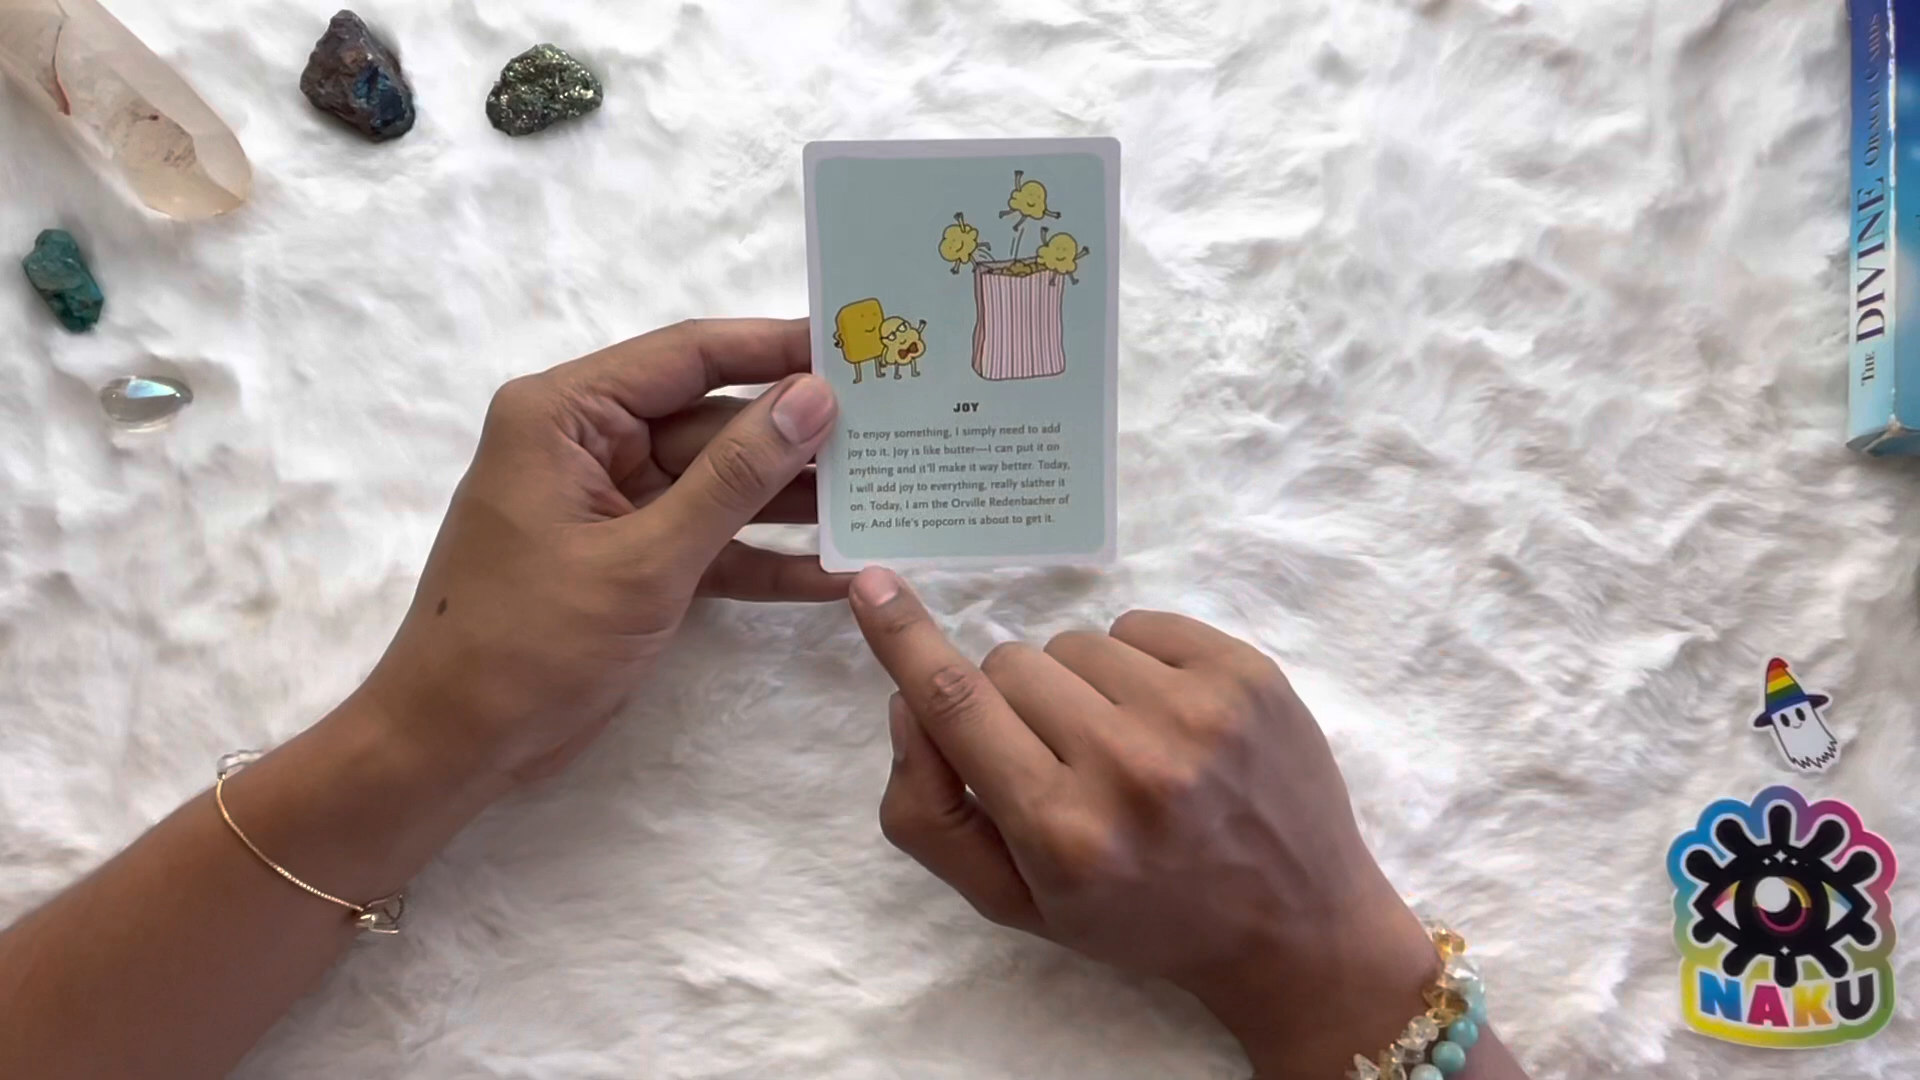 JOY
To enjoy something, I simply need to add
joy to it. Joy is like butter—I can put it on
anything and it'll make it way better. Today,
I will add joy to everything, really slather it
on. Today, I am the Orville Redenbacher of
joy. And life's popcorn is about to get it.
THE DIVINE ORACLE CARDS
NAKU